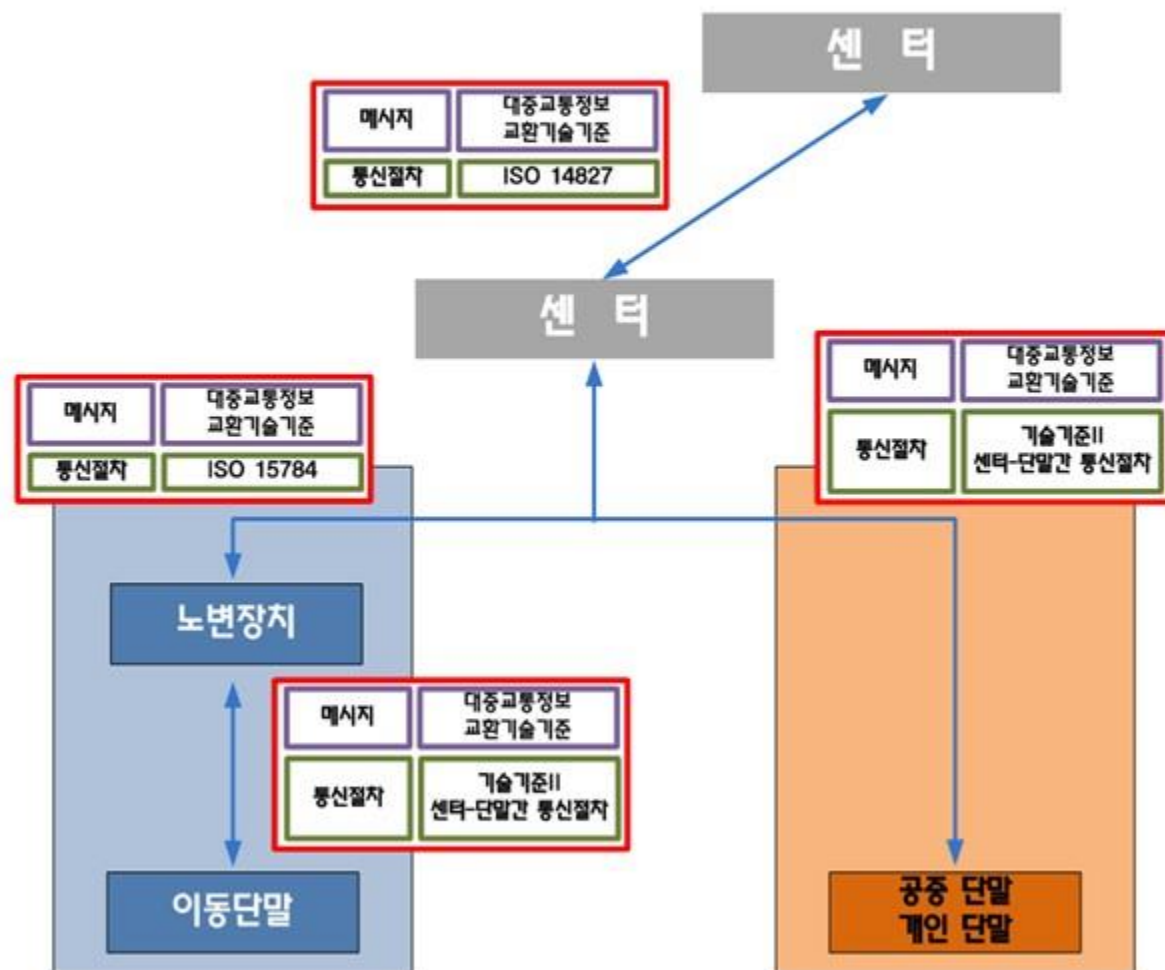 센 터
메시지
대중교통정보
교환기술기준
통신절차
ISO 14827
센 터
메시지
대중교통정보
교환기술기준
통신절차
기술기준II
센터-단말간 통신절차
메시지
대중교통정보
교환기술기준
통신절차
ISO 15784
노변장치
메시지
대중교통정보
교환기술기준
통신절차
기술기준II
센터-단말간 통신절차
이동단말
공중 단말
개인 단말